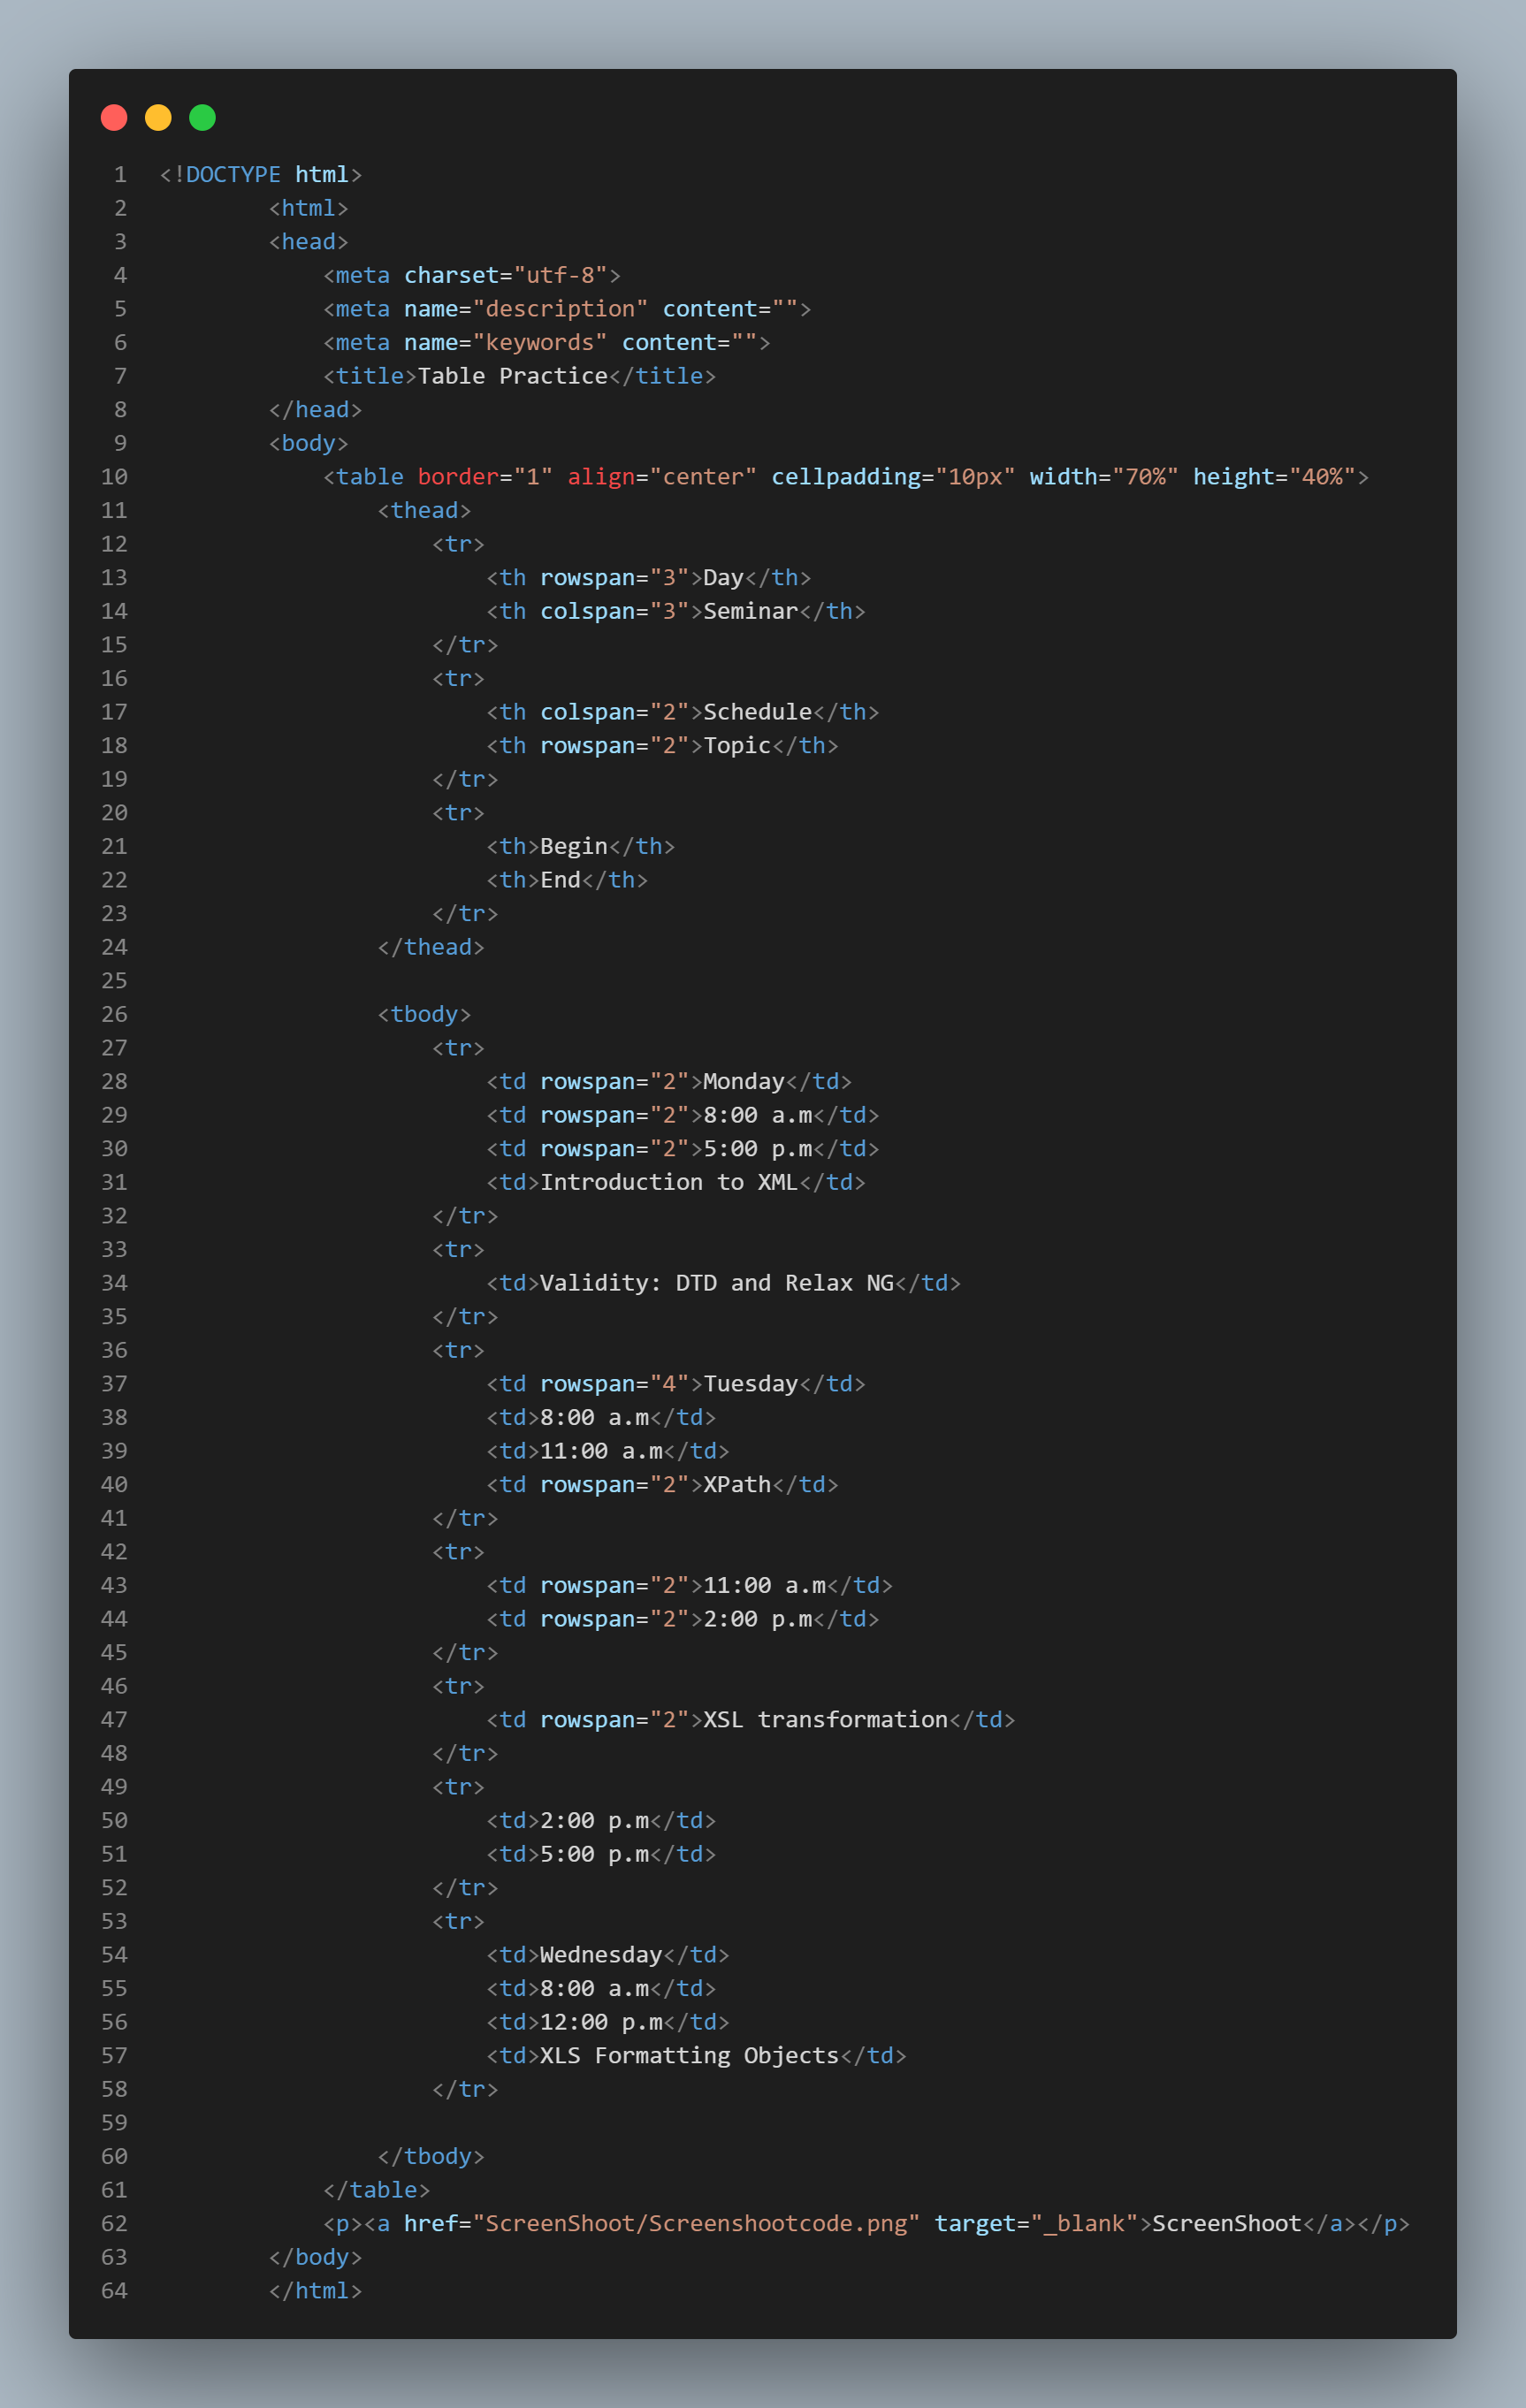 1 <!DOCTYPE html>
2         <html>
3         <head>
4             <meta charset="utf-8">
5             <meta name="description" content="">
6             <meta name="keywords" content="">
7             <title>Table Practice</title>
8         </head>
9         <body>
10             <table border="1" align="center" cellpadding="10px" width="70%" height="40%">
11                 <thead>
12                     <tr>
13                         <th rowspan="3">Day</th>
14                         <th colspan="3">Seminar</th>
15                     </tr>
16                     <tr>
17                         <th colspan="2">Schedule</th>
18                         <th rowspan="2">Topic</th>
19                     </tr>
20                     <tr>
21                         <th>Begin</th>
22                         <th>End</th>
23                     </tr>
24                 </thead>
25
26                 <tbody>
27                     <tr>
28                         <td rowspan="2">Monday</td>
29                         <td rowspan="2">8:00 a.m</td>
30                         <td rowspan="2">5:00 p.m</td>
31                         <td>Introduction to XML</td>
32                     </tr>
33                     <tr>
34                         <td>Validity: DTD and Relax NG</td>
35                     </tr>
36                     <tr>
37                         <td rowspan="4">Tuesday</td>
38                         <td>8:00 a.m</td>
39                         <td>11:00 a.m</td>
40                         <td rowspan="2">XPath</td>
41                     </tr>
42                     <tr>
43                         <td rowspan="2">11:00 a.m</td>
44                         <td rowspan="2">2:00 p.m</td>
45                     </tr>
46                     <tr>
47                         <td rowspan="2">XSL transformation</td>
48                     </tr>
49                     <tr>
50                         <td>2:00 p.m</td>
51                         <td>5:00 p.m</td>
52                     </tr>
53                     <tr>
54                         <td>Wednesday</td>
55                         <td>8:00 a.m</td>
56                         <td>12:00 p.m</td>
57                         <td>XLS Formatting Objects</td>
58                     </tr>
59
60                 </tbody>
61             </table>
62             <p><a href="ScreenShoot/Screenshootcode.png" target="_blank">ScreenShoot</a></p>
63         </body>
64         </html>